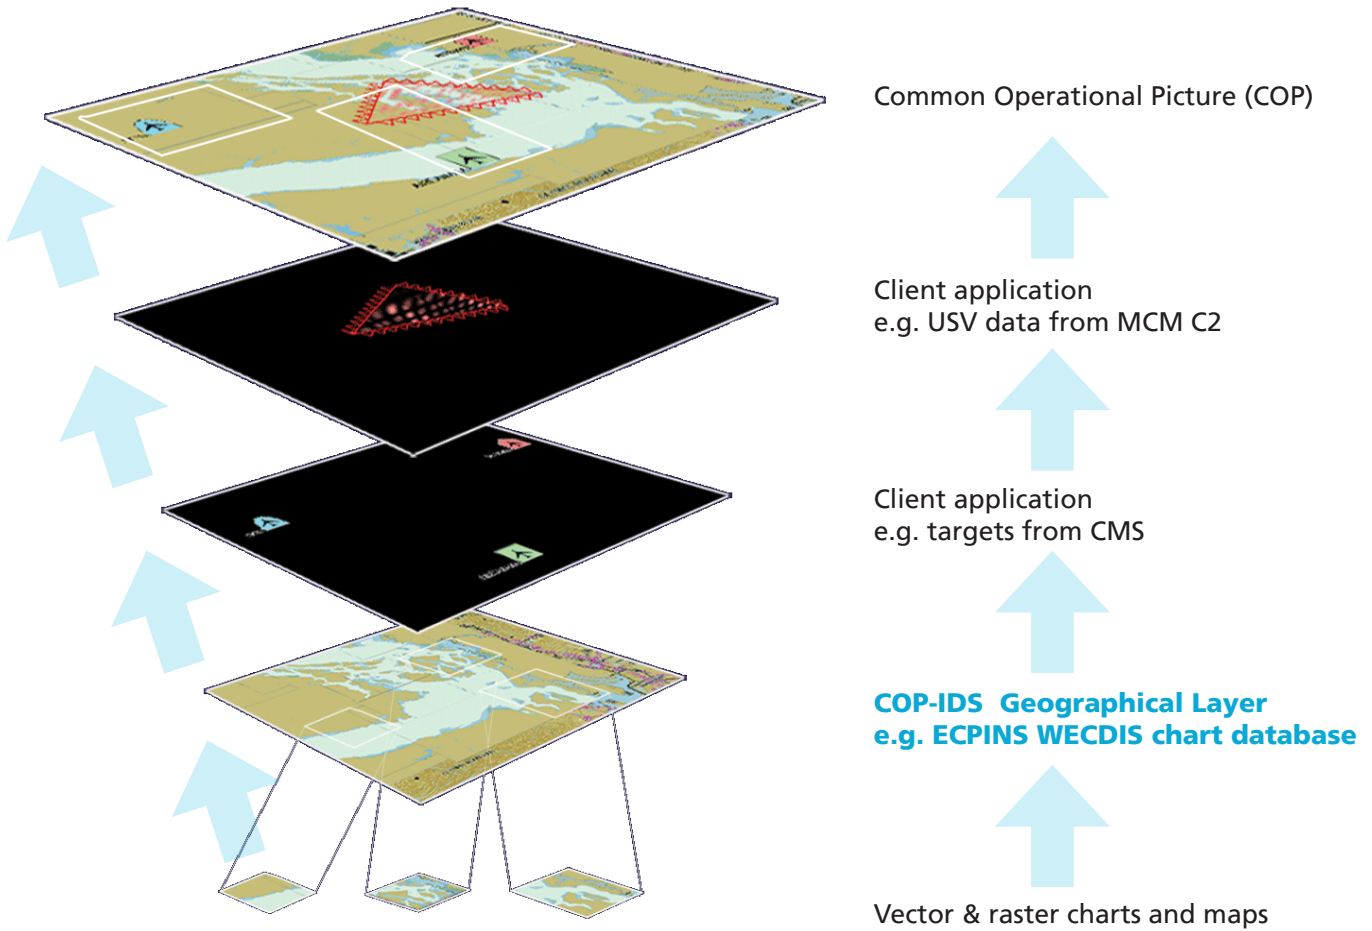 Common Operational Picture (COP)
Client application
e.g. USV data from MCM C2
Client application
e.g. targets from CMS
COP-IDS Geographical Layer
e.g. ECPINS WECDIS chart database
Vector & raster charts and maps